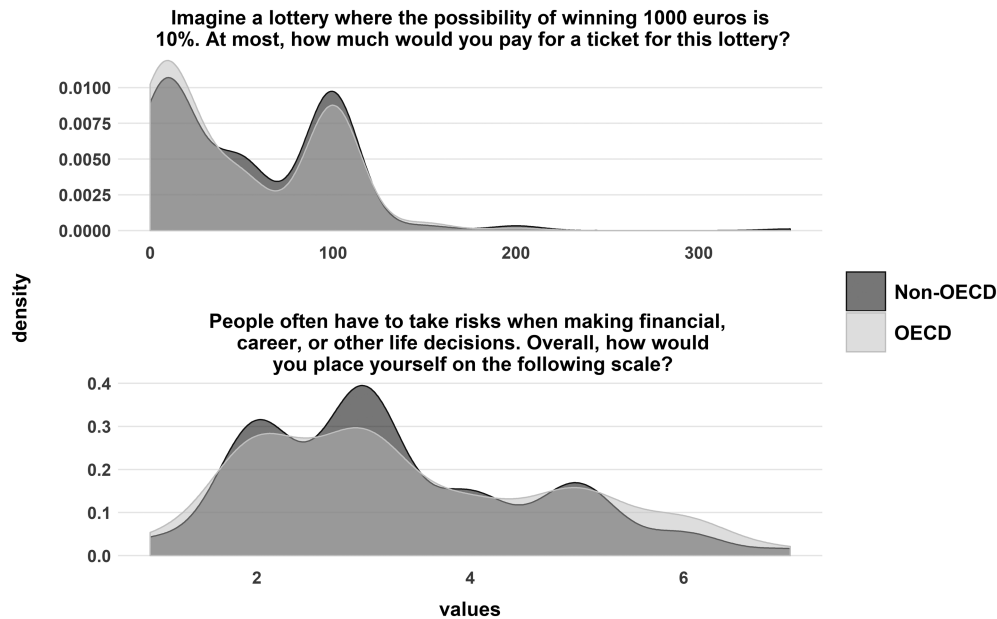 Imagine a lottery where the possibility of winning 1000 euros is
10%. At most, how much would you pay for a ticket for this lottery?
0.0100
0.0075
0.0050
0.0025
0.0000
0 100 200 300
density
Non-OECD
OECD
People often have to take risks when making financial,
career, or other life decisions. Overall, how would
you place yourself on the following scale?
0.4
0.3
0.2
0.1
0.0
2 4 6
values